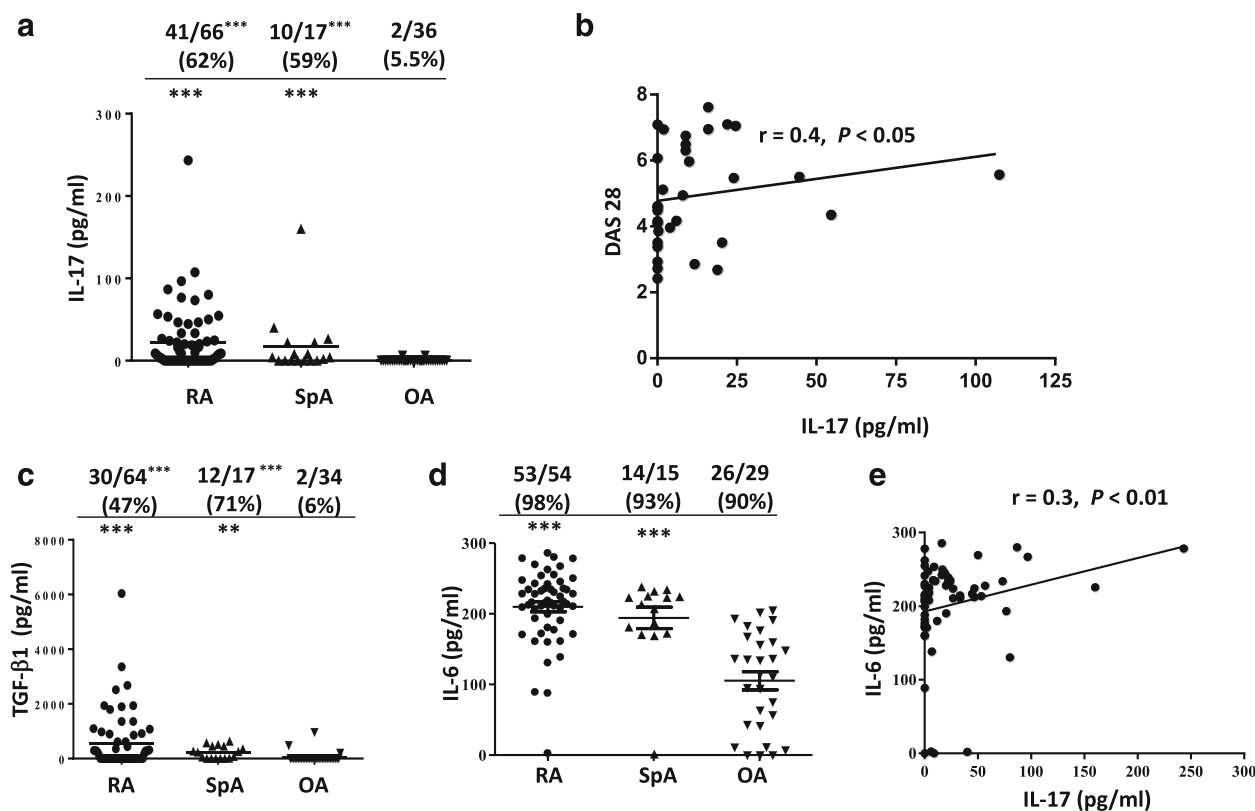 a
41/66*** 10/17*** 2/36
(62%) (59%) (5.5%)
*** ***
300
200
100
0
IL-17 (pg/ml)
RA SpA OA
b
8
6
4
2
0
DAS 28
r = 0.4, P < 0.05
0 25 50 75 100 125
IL-17 (pg/ml)
c
30/64*** 12/17*** 2/34
(47%) (71%) (6%)
*** **
8000
6000
4000
2000
0
TGF-β1 (pg/ml)
RA SpA OA
d
53/54 14/15 26/29
(98%) (93%) (90%)
*** ***
300
200
100
0
IL-6 (pg/ml)
RA SpA OA
e
r = 0.3, P < 0.01
300
200
100
0
IL-6 (pg/ml)
0 50 100 150 200 250 300
IL-17 (pg/ml)